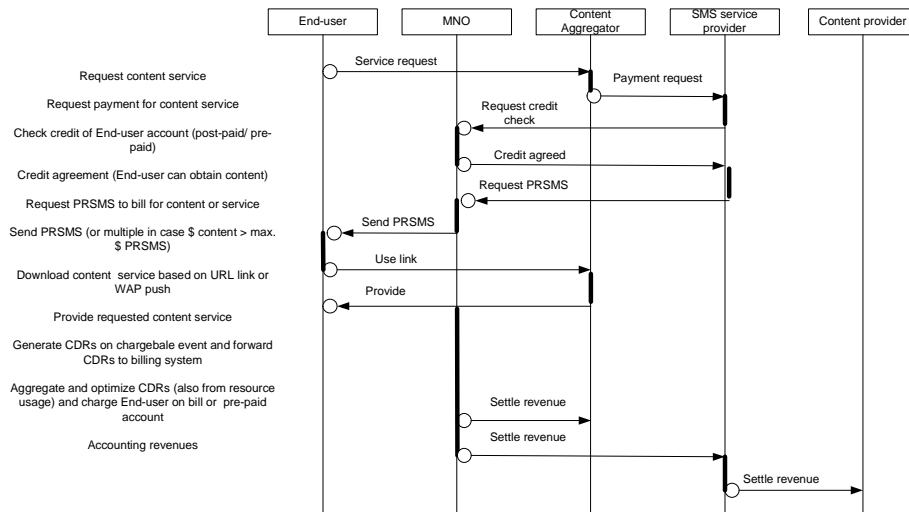 End-user
MNO
Content
Aggregator
SMS service
provider
Content provider
Service request
Request content service
Payment request
Request payment for content service
Request credit
check
Check credit of End-user account (post-paid/ pre-
paid)
Credit agreed
Credit agreement (End-user can obtain content)
Request PRSMS
Request PRSMS to bill for content or service
Send PRSMS
Send PRSMS (or multiple in case $ content > max.
$ PRSMS)
Use link
Download content  service based on URL link or
WAP push
Provide
Provide requested content service
Generate CDRs on chargebale event and forward
CDRs to billing system
Aggregate and optimize CDRs (also from resource
usage) and charge End-user on bill or  pre-paid
account
Settle revenue
Accounting revenues
Settle revenue
Settle revenue